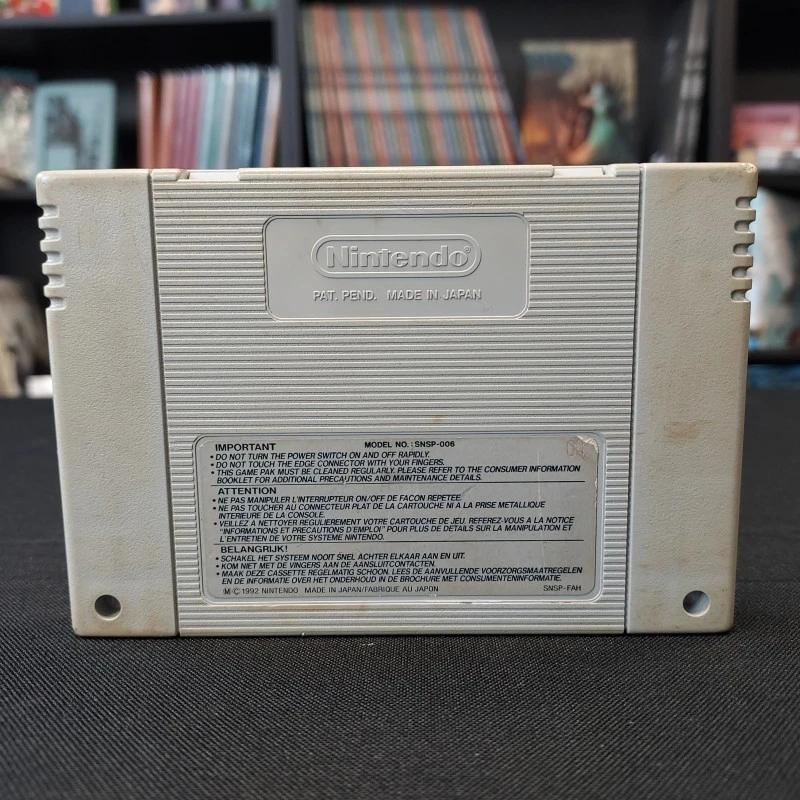 Nintendo®
PAT. PEND. MADE IN JAPAN
IMPORTANT MODEL NO.: SNSP-006
• DO NOT TURN THE POWER SWITCH ON AND OFF RAPIDLY.
• DO NOT TOUCH THE EDGE CONNECTOR WITH YOUR FINGERS.
• THIS GAME PAK MUST BE CLEANED REGULARLY. PLEASE REFER TO THE CONSUMER INFORMATION
BOOKLET FOR ADDITIONAL PRECAUTIONS AND MAINTENANCE DETAILS.
ATTENTION
• NE PAS MANIPULER L'INTERRUPTEUR ON/OFF DE FACON REPETEE.
• NE PAS TOUCHER AU CONNECTEUR PLAT DE LA CARTOUCHE NI A LA PRISE METALLIQUE
INTERIEURE DE LA CONSOLE.
• VEILLEZ A NETTOYER REGULIEREMENT VOTRE CARTOUCHE DE JEU. REFEREZ-VOUS A LA NOTICE
"INFORMATIONS ET PRECAUTIONS D'EMPLOI" POUR PLUS DE DETAILS SUR LA MANIPULATION ET
L'ENTRETIEN DE VOTRE SYSTEME NINTENDO.
BELANGRIJK!
• SCHAKEL HET SYSTEEM NOOIT SNEL ACHTER ELKAAR AAN EN UIT.
• KOM NIET MET DE VINGERS AAN DE AANSLUITCONTACTEN.
• MAAK DEZE CASSETTE REGELMATIG SCHOON. LEES DE AANVULLENDE VOORZORGSMAATREGELEN
EN DE INFORMATIE OVER HET ONDERHOUD IN DE BROCHURE MET CONSUMENTENINFORMATIE.
Ⓜ © 1992 NINTENDO MADE IN JAPAN/FABRIQUE AU JAPON SNSP-FAH